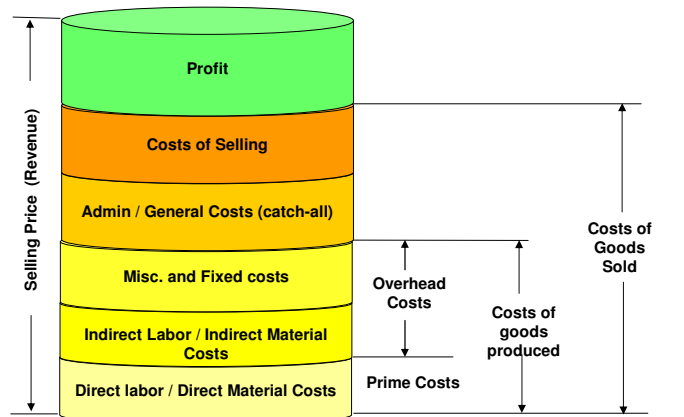 Selling Price (Revenue)
Profit
Costs of Selling
Admin / General Costs (catch-all)
Misc. and Fixed costs
Indirect Labor / Indirect Material
Costs
Direct labor / Direct Material Costs
Overhead
Costs
Prime Costs
Costs of
goods
produced
Costs of
Goods
Sold